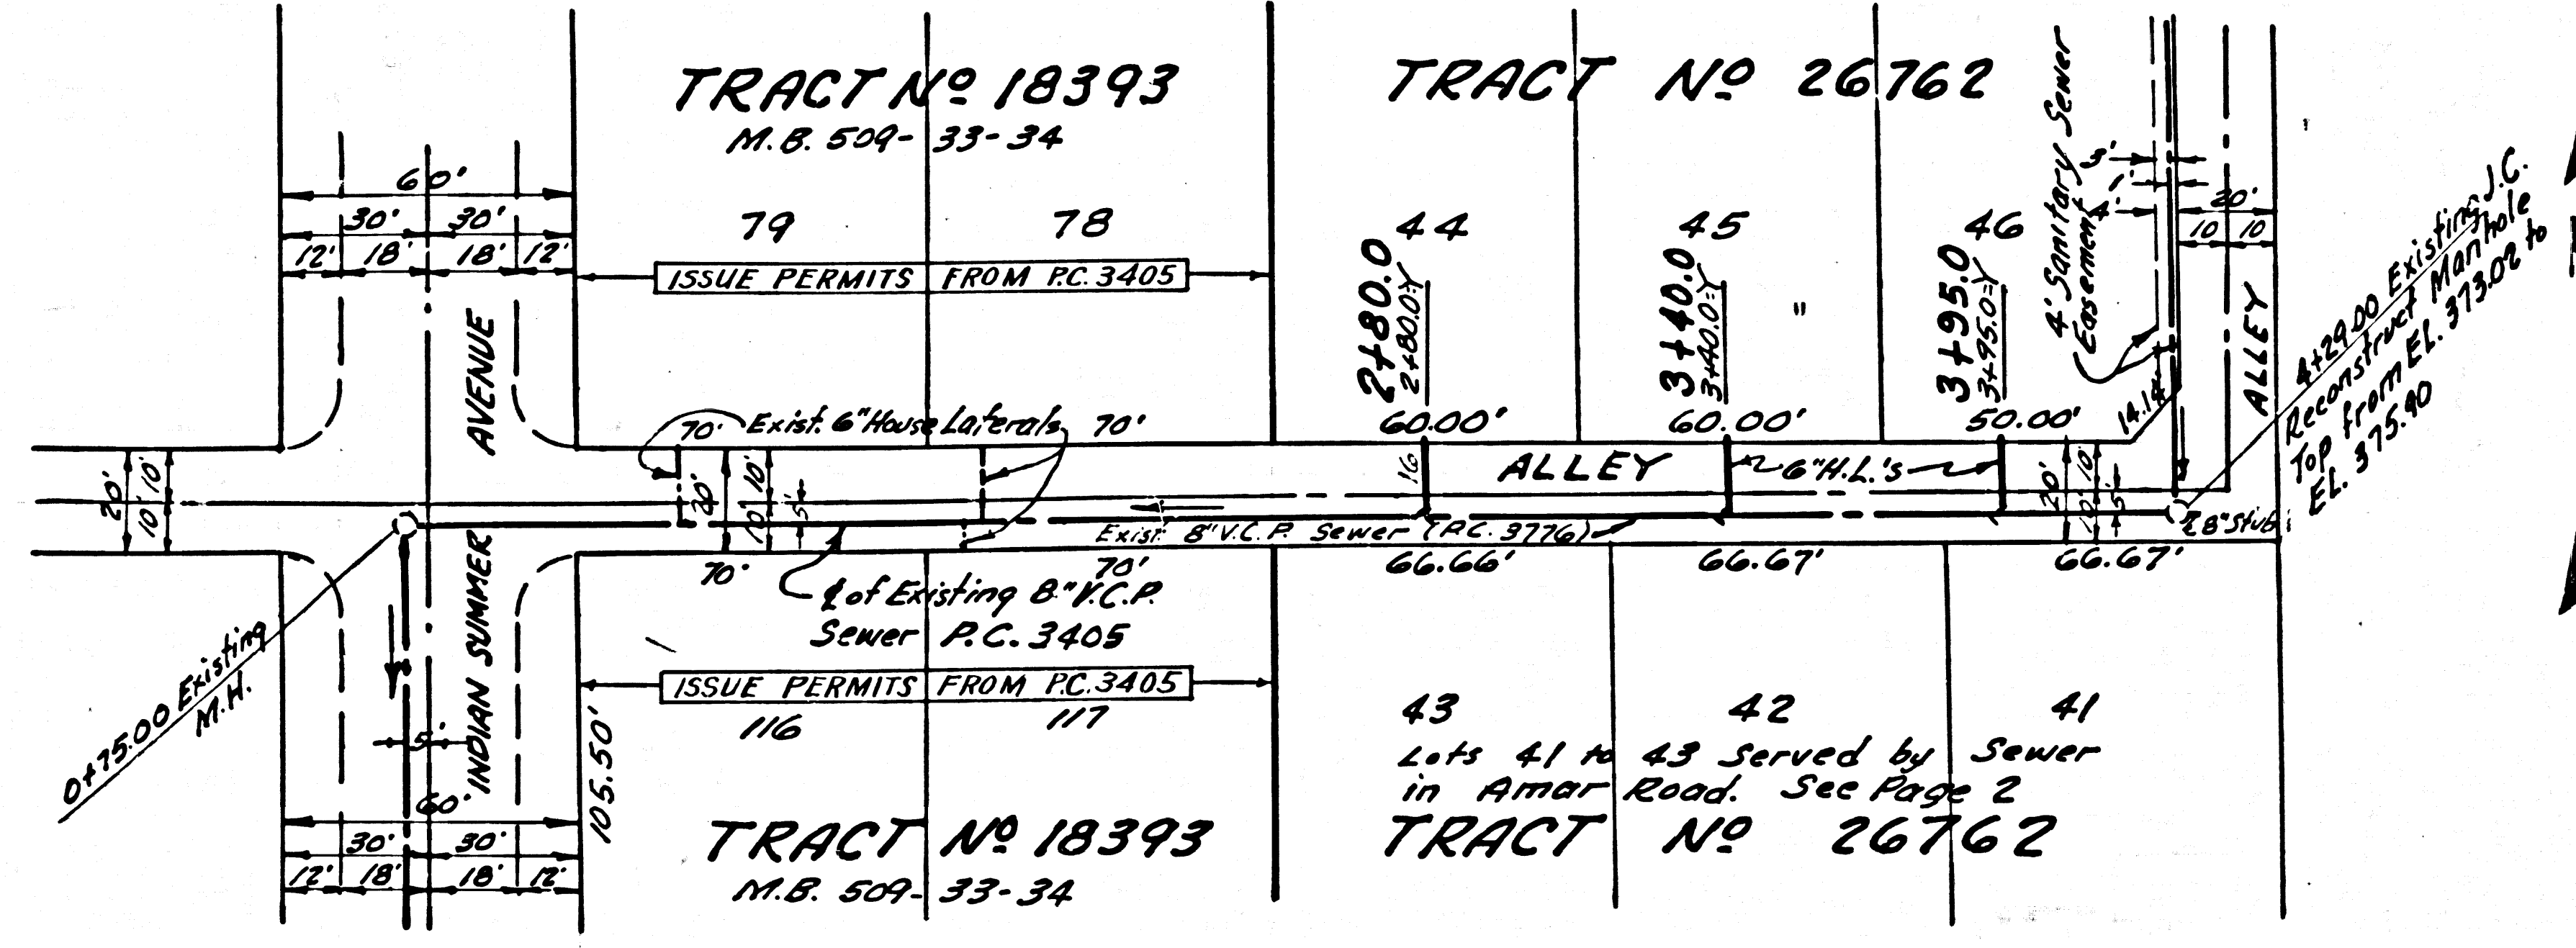 TRACT Nº 18393
M.B. 509-33-34
TRACT Nº 26762
4' Sanitary Sewer
Easement
3'
1'
4'
20'
10 10
60'
30' 30'
12' 18' 18' 12'
79
78
44
45
46
"
ISSUE PERMITS FROM P.C. 3405
2+80.0
2+80.0=Y
3+40.0
3+40.0=Y
3+95.0
3+95.0=Y
AVENUE
ALLEY
4+29.00 Existing J.C.
Reconstruct Manhole
Top from EL. 373.02 to
EL. 375.90
70' Exist. 6" House Laterals 70'
60.00'
60.00'
50.00'
14.14
20' 10' 10'
20' 10' 10' 5'
16
ALLEY
6" H.L.'s
20' 10' 10' 5'
Exist. 8" V.C.P. Sewer (P.C. 3776)
℄ 8" Stub
70'
70'
66.66'
66.67'
66.67'
℄ of Existing 8" V.C.P.
Sewer P.C. 3405
INDIAN SUMMER
0+75.00 Existing
M.H.
5'
105.50'
ISSUE PERMITS FROM P.C. 3405
116
117
43
42
41
Lots 41 to 43 Served by Sewer
in Amar Road. See Page 2
60'
30' 30'
12' 18' 18' 12'
TRACT Nº 18393
M.B. 509-33-34
TRACT Nº 26762